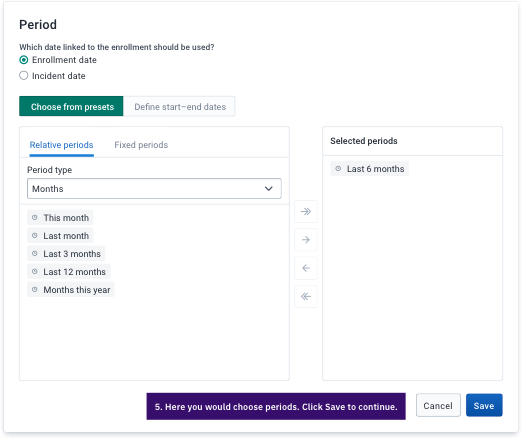 Period
Which date linked to the enrollment should be used?
Enrollment date
Incident date
Choose from presets
Define start–end dates
Relative periods
Fixed periods
Period type
Months
This month
Last month
Last 3 months
Last 12 months
Months this year
Selected periods
Last 6 months
5. Here you would choose periods. Click Save to continue.
Cancel
Save